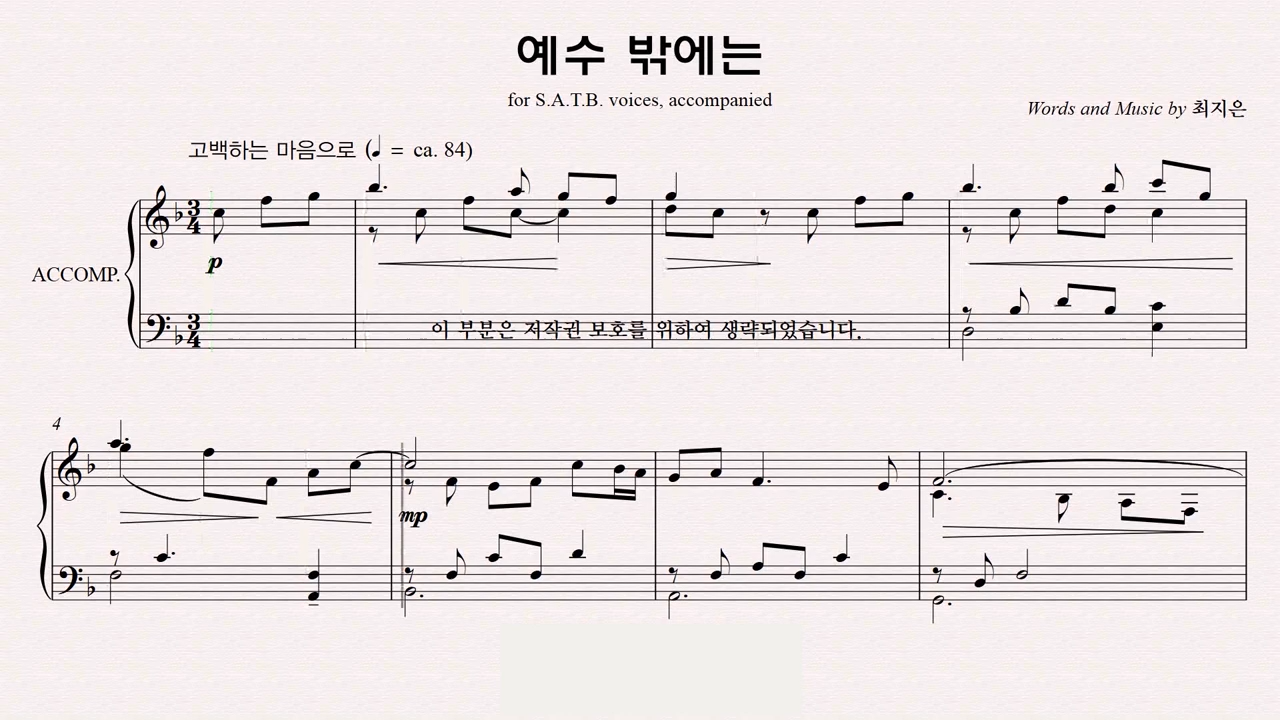 예수 밖에는
for S.A.T.B. voices, accompanied
Words and Music by 최지은
고백하는 마음으로 (♩ = ca. 84)
3 4
p
ACCOMP.
3 4
이 부분은 저작권 보호를 위하여 생략되었습니다.
4
mp